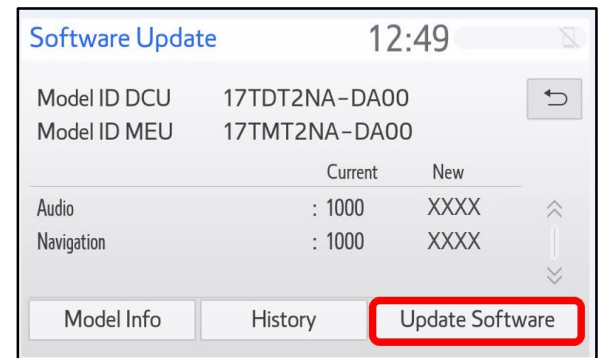 Software Update 12:49
Model ID DCU 17TDT2NA-DA00
Model ID MEU 17TMT2NA-DA00
Current New
Audio : 1000 XXXX
Navigation : 1000 XXXX
Model Info History Update Software